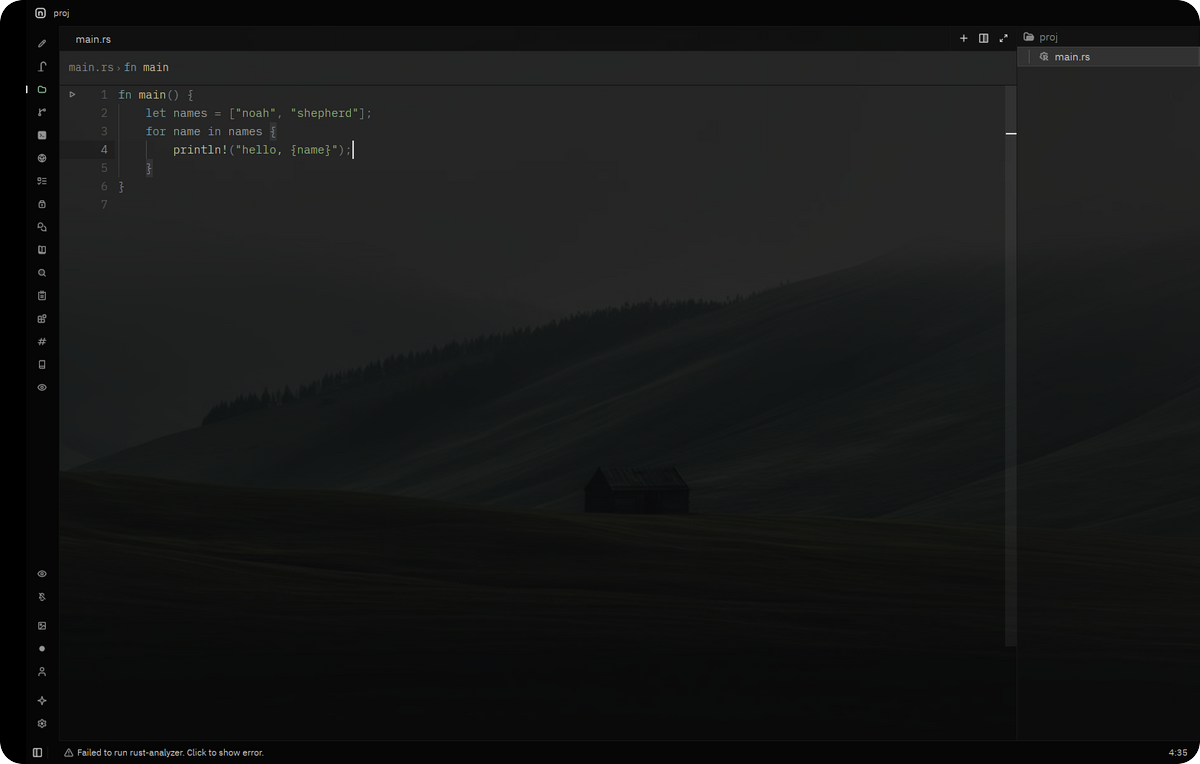 proj
main.rs
proj
main.rs › fn main
main.rs
1 fn main() {
2     let names = ["noah", "shepherd"];
3     for name in names {
4         println!("hello, {name}");
5     }
6 }
7
Failed to run rust-analyzer. Click to show error.
4:35